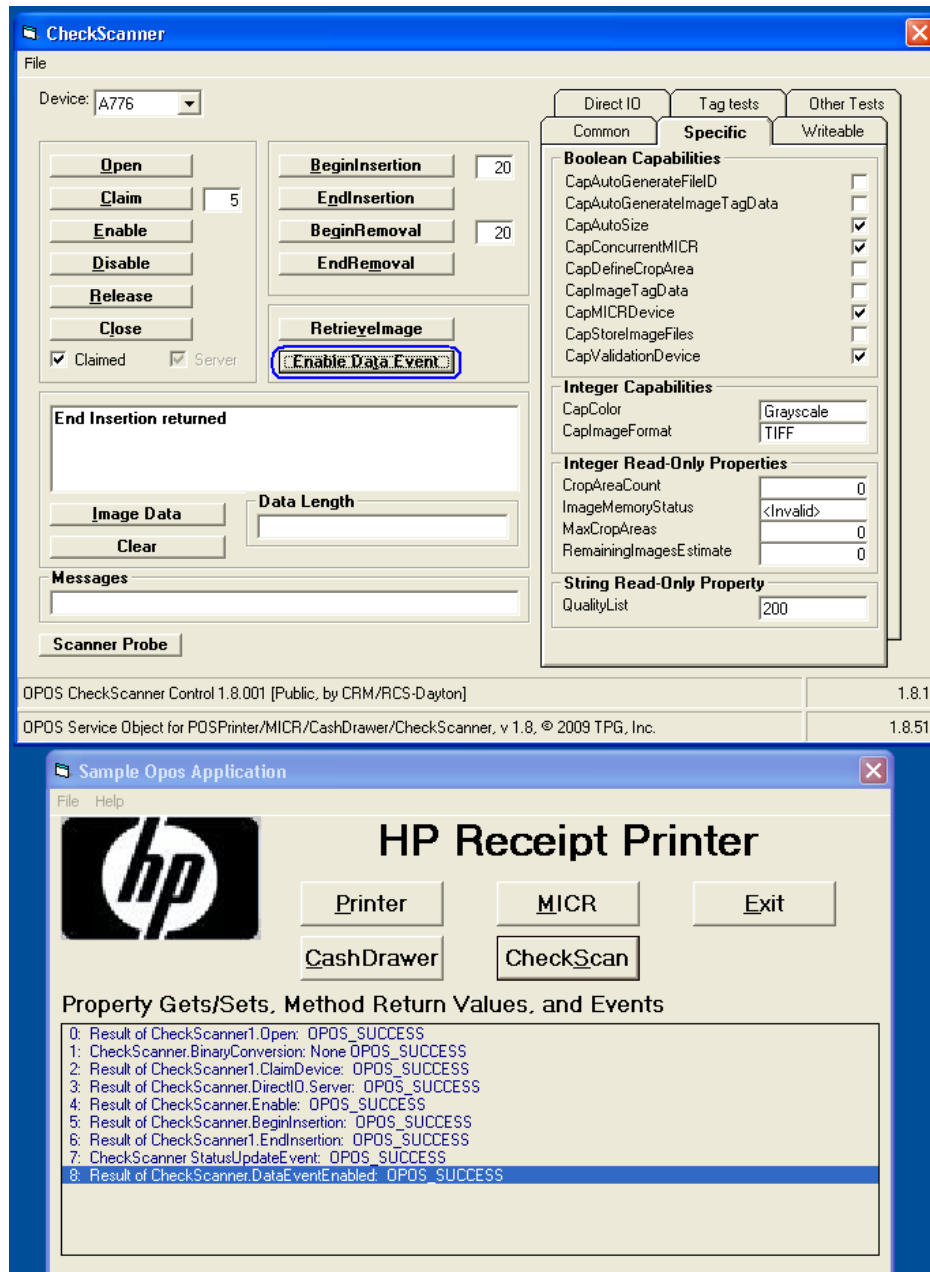 CheckScanner
File
Device: A776
Open
Claim 5
Enable
Disable
Release
Close
Claimed Server
BeginInsertion 20
EndInsertion
BeginRemoval 20
EndRemoval
RetrieveImage
Enable Data Event
End Insertion returned
Image Data
Clear
Data Length
Messages
Scanner Probe
Direct IO Tag tests Other Tests
Common Specific Writeable
Boolean Capabilities
CapAutoGenerateFileID
CapAutoGenerateImageTagData
CapAutoSize
CapConcurrentMICR
CapDefineCropArea
CapImageTagData
CapMICRDevice
CapStoreImageFiles
CapValidationDevice
Integer Capabilities
CapColor Grayscale
CapImageFormat TIFF
Integer Read-Only Properties
CropAreaCount 0
ImageMemoryStatus <Invalid>
MaxCropAreas 0
RemainingImagesEstimate 0
String Read-Only Property
QualityList 200
OPOS CheckScanner Control 1.8.001 [Public, by CRM/RCS-Dayton] 1.8.1
OPOS Service Object for POSPrinter/MICR/CashDrawer/CheckScanner, v 1.8, © 2009 TPG, Inc. 1.8.51
Sample Opos Application
File Help
hp
HP Receipt Printer
Printer MICR Exit
CashDrawer CheckScan
Property Gets/Sets, Method Return Values, and Events
0: Result of CheckScanner1.Open: OPOS_SUCCESS
1: CheckScanner.BinaryConversion: None OPOS_SUCCESS
2: Result of CheckScanner1.ClaimDevice: OPOS_SUCCESS
3: Result of CheckScanner.DirectIO.Server: OPOS_SUCCESS
4: Result of CheckScanner.Enable: OPOS_SUCCESS
5: Result of CheckScanner.BeginInsertion: OPOS_SUCCESS
6: Result of CheckScanner1.EndInsertion: OPOS_SUCCESS
7: CheckScanner StatusUpdateEvent: OPOS_SUCCESS
8: Result of CheckScanner.DataEventEnabled: OPOS_SUCCESS